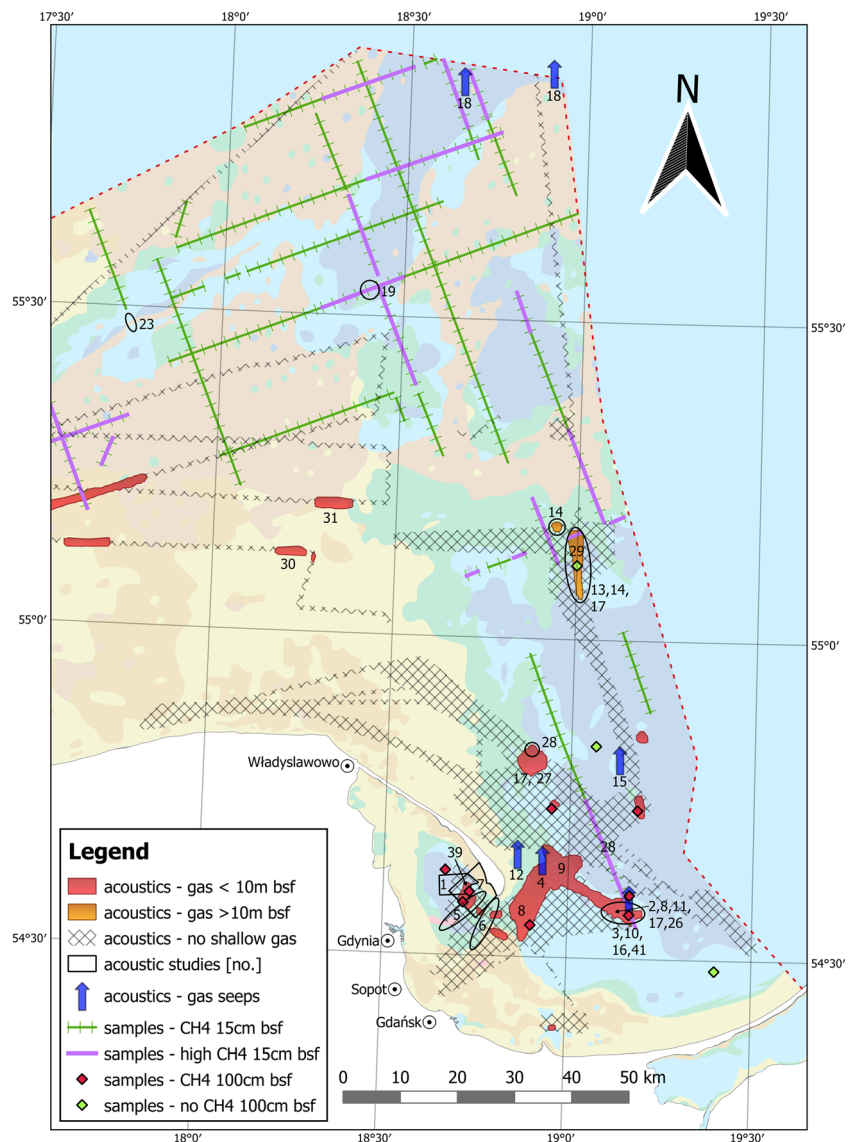 17°30′ 18°0′ 18°30′ 19°0′ 19°30′
18
18
N
19
23
55°30′
55°30′
14
31
29
30
13,14,
17
55°0′
55°0′
28
17, 27
Władysławowo
15
Legend
acoustics - gas < 10m bsf
acoustics - gas >10m bsf
acoustics - no shallow gas
acoustic studies [no.]
acoustics - gas seeps
samples - CH4 15cm bsf
samples - high CH4 15cm bsf
samples - CH4 100cm bsf
samples - no CH4 100cm bsf
39
28
12
4
9
1
7
5
6
8
2,8,11,
17,26
3,10,
16,41
Gdynia
54°30′
54°30′
Sopot
Gdańsk
0 10 20 30 40 50 km
18°0′ 18°30′ 19°0′ 19°30′